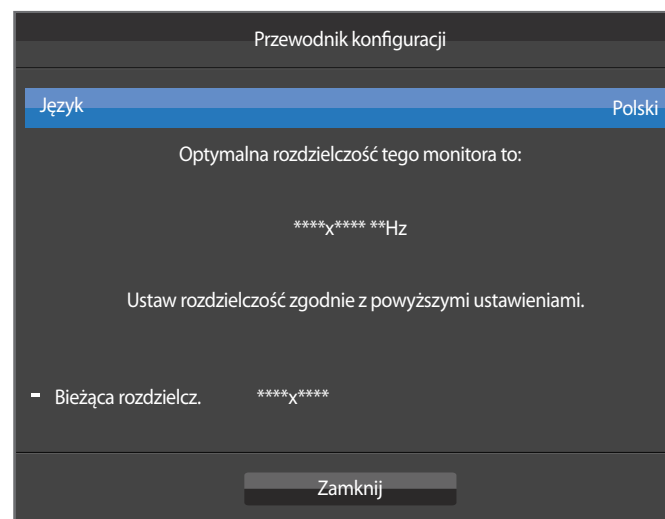 Przewodnik konfiguracji
Język Polski
Optymalna rozdzielczość tego monitora to:
****x**** **Hz
Ustaw rozdzielczość zgodnie z powyższymi ustawieniami.
- Bieżąca rozdzielcz. ****x****
Zamknij